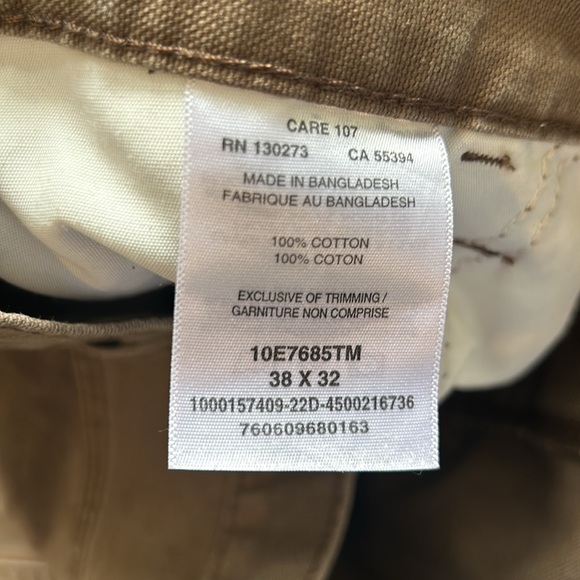 CARE 107
RN 130273 CA 55394
MADE IN BANGLADESH
FABRIQUE AU BANGLADESH
100% COTTON
100% COTON
EXCLUSIVE OF TRIMMING /
GARNITURE NON COMPRISE
10E7685TM
38 X 32
1000157409-22D-4500216736
760609680163